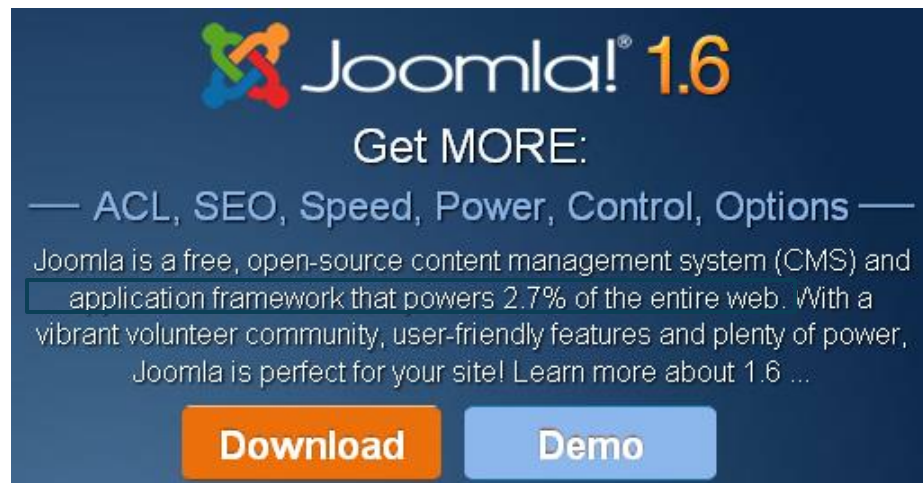 Joomla!® 1.6
Get MORE:
ACL, SEO, Speed, Power, Control, Options
Joomla is a free, open-source content management system (CMS) and
application framework that powers 2.7% of the entire web. With a
vibrant volunteer community, user-friendly features and plenty of power,
Joomla is perfect for your site! Learn more about 1.6 ...
Download Demo